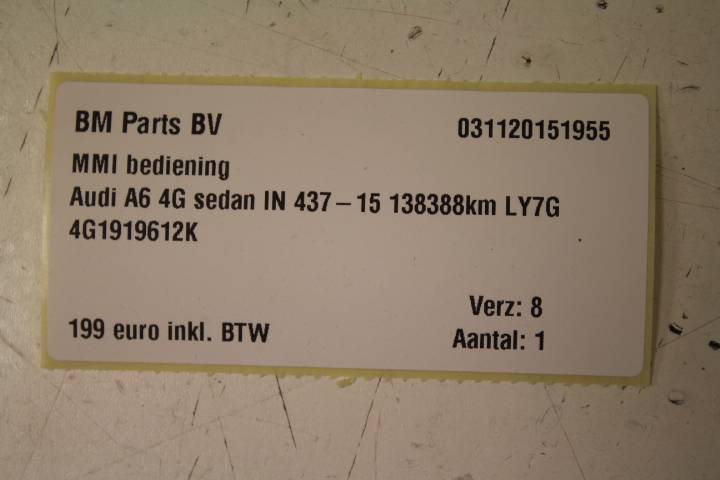 BM Parts BV 031120151955
MMI bediening
Audi A6 4G sedan IN 437-15 138388km LY7G
4G1919612K
Verz: 8
199 euro inkl. BTW Aantal: 1